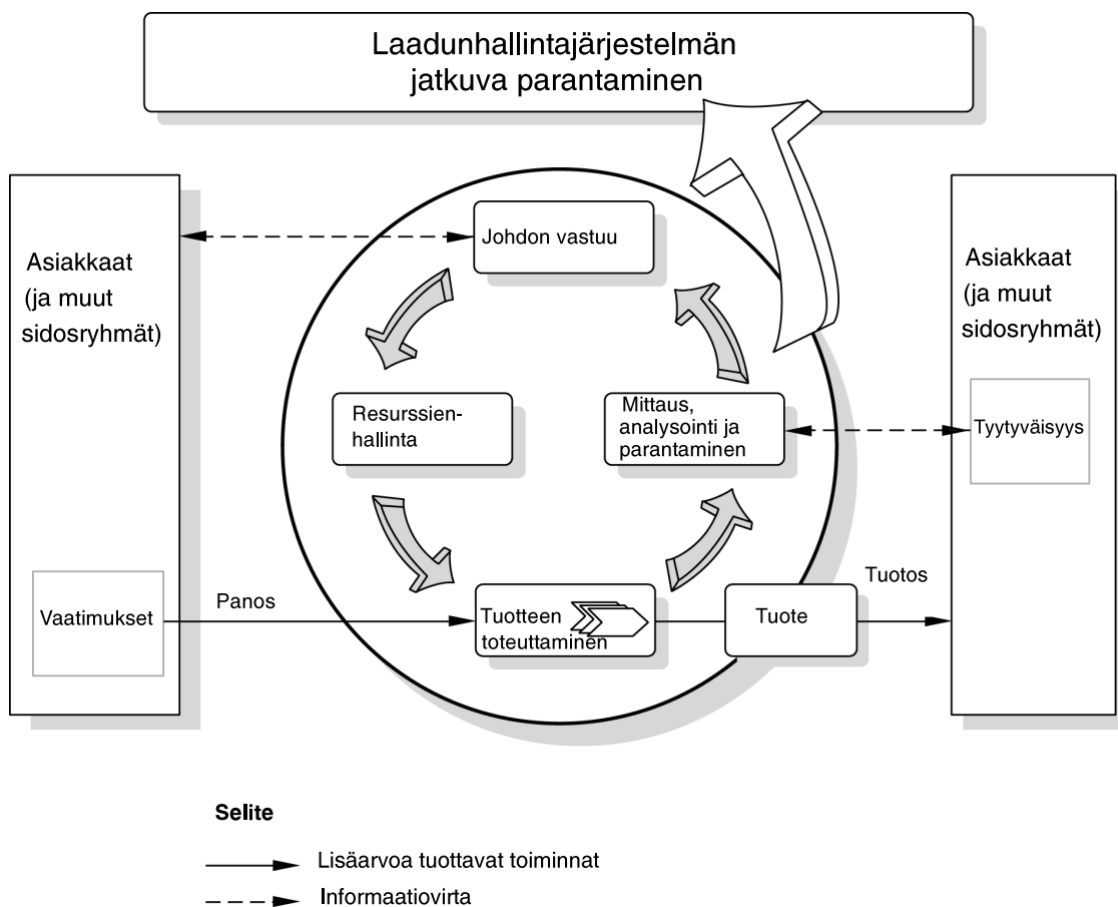 Laadunhallintajärjestelmän
jatkuva parantaminen
Asiakkaat
(ja muut
sidosryhmät)
Johdon vastuu
Asiakkaat
(ja muut
sidosryhmät)
Resurssien-
hallinta
Mittaus,
analysointi ja
parantaminen
Tyytyväisyys
Vaatimukset
Panos
Tuotteen
toteuttaminen
Tuote
Tuotos
Selite
Lisäarvoa tuottavat toiminnat
Informaatiovirta